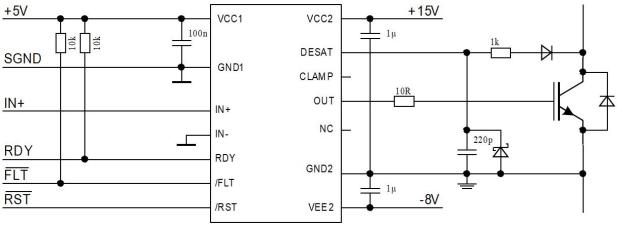 +5V
VCC1
VCC2
+15V
10k
10k
100n
1µ
1k
DESAT
SGND
GND1
CLAMP
IN+
IN+
OUT
10R
IN-
NC
220p
RDY
RDY
FLT
/FLT
GND2
1µ
RST
/RST
VEE2
-8V